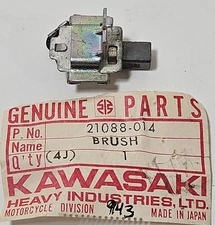 GENUINE PARTS
P. No. 21088-014
Name BRUSH
Q'ty (4J) 1
KAWASAKI
HEAVY INDUSTRIES, LTD.
MOTORCYCLE DIVISION MADE IN JAPAN
943